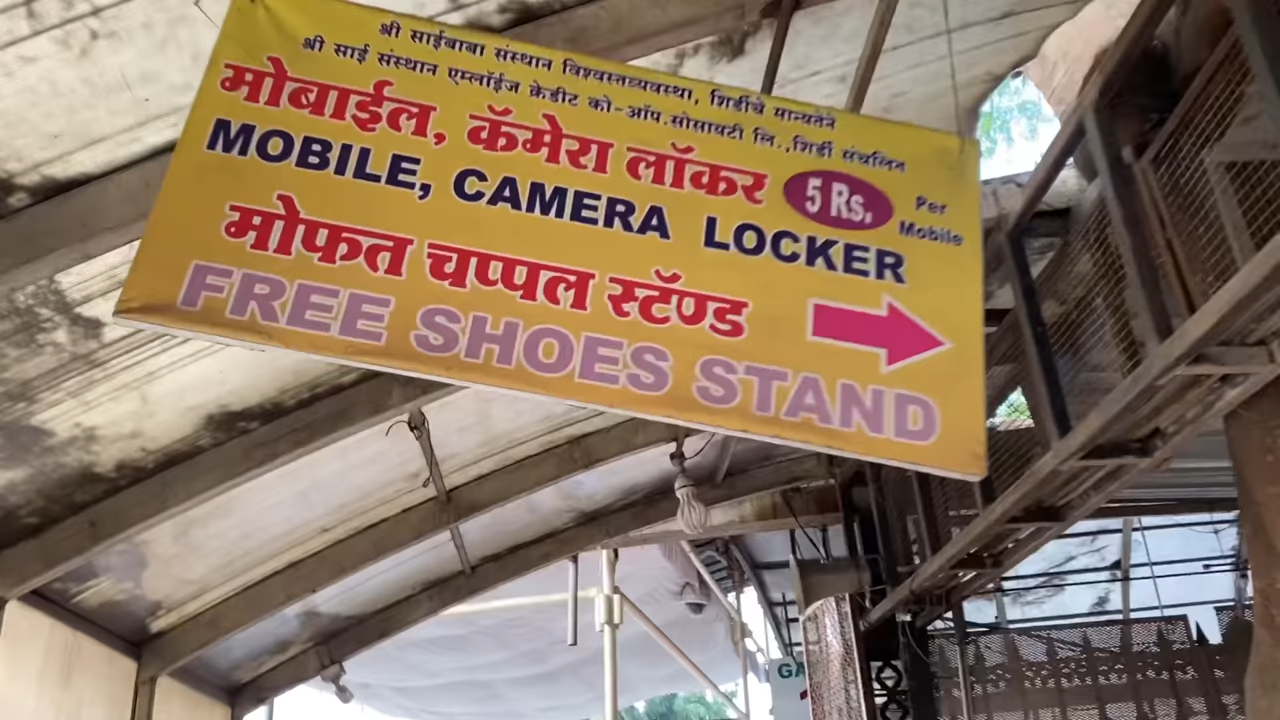 श्री साईबाबा संस्थान विश्वस्तव्यवस्था, शिर्डीचे मान्यतेने
श्री साई संस्थान एम्लॉईज क्रेडीट को-ऑप.सोसायटी लि.,शिर्डी संचलित
मोबाईल, कॅमेरा लॉकर 5 Rs. Per Mobile
MOBILE, CAMERA LOCKER
मोफत चप्पल स्टॅण्ड
FREE SHOES STAND
GA